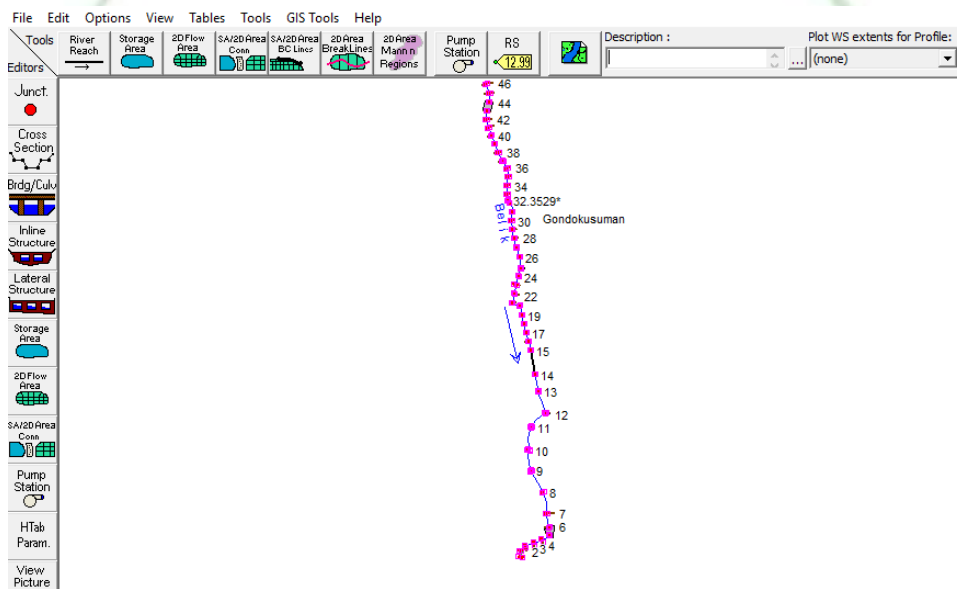 File Edit Options View Tables Tools GIS Tools Help
Tools
Editors
River
Reach
Storage
Area
2D Flow
Area
SA/2D Area
Conn
SA/2D Area
BC Lines
2D Area
BreakLines
2D Area
Mann n
Regions
Pump
Station
RS
12.99
Description :
...
Plot WS extents for Profile:
(none)
Junct.
Cross
Section
Brdg/Culv
Inline
Structure
Lateral
Structure
Storage
Area
2D Flow
Area
SA/2D Area
Conn
Pump
Station
HTab
Param.
View
Picture
46
44
42
40
38
36
34
32.3529*
Belik
30
Gondokusuman
28
26
24
22
19
17
15
14
13
12
11
10
9
8
7
6
4
3
2